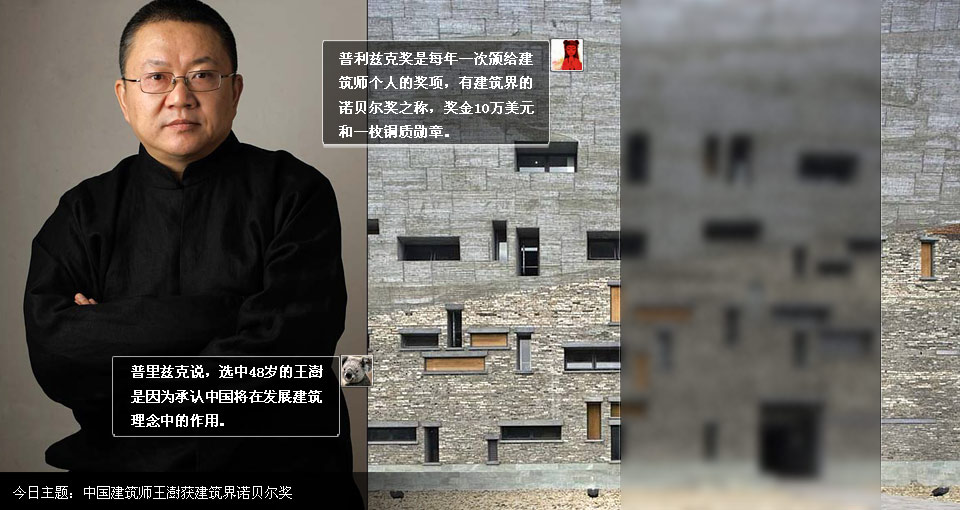 普利兹克奖是每年一次颁给建
筑师个人的奖项，有建筑界的
诺贝尔奖之称，奖金10万美元
和一枚铜质勋章。
普里兹克说，选中48岁的王澍
是因为承认中国将在发展建筑
理念中的作用。
今日主题：中国建筑师王澍获建筑界诺贝尔奖